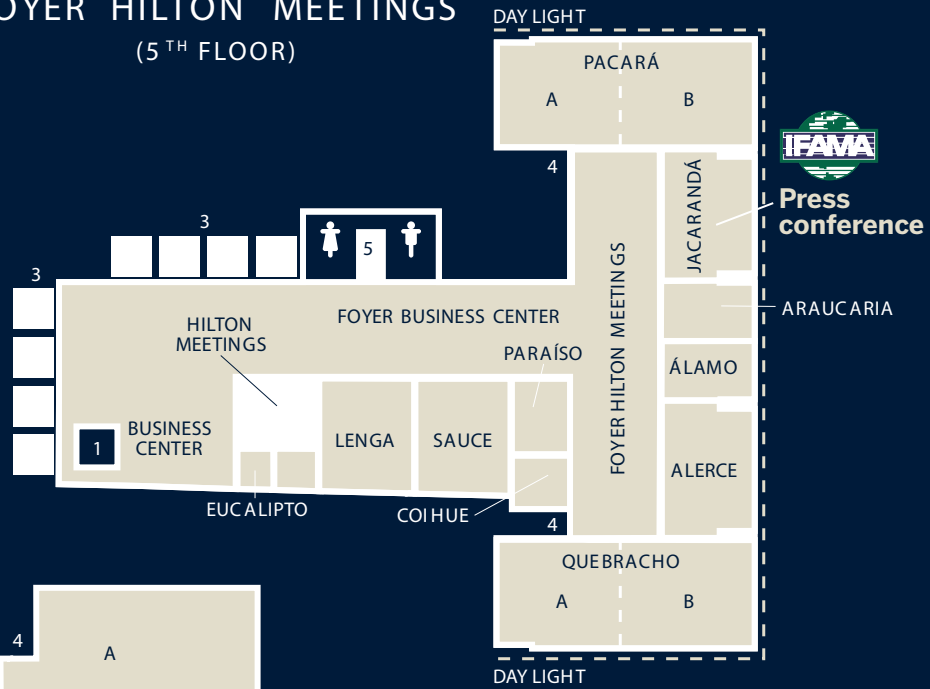 OYER HILTON MEETINGS
(5TH FLOOR)
DAY LIGHT
PACARÁ
A
B
IFAMA
4
JACARANDÁ
Press
conference
3
5
3
FOYER HILTON MEETINGS
FOYER BUSINESS CENTER
ARAUCARIA
HILTON
MEETINGS
PARAÍSO
ÁLAMO
BUSINESS
CENTER
1
LENGA
SAUCE
ALERCE
EUCALIPTO
COIHUE
4
QUEBRACHO
A
B
4
A
DAY LIGHT